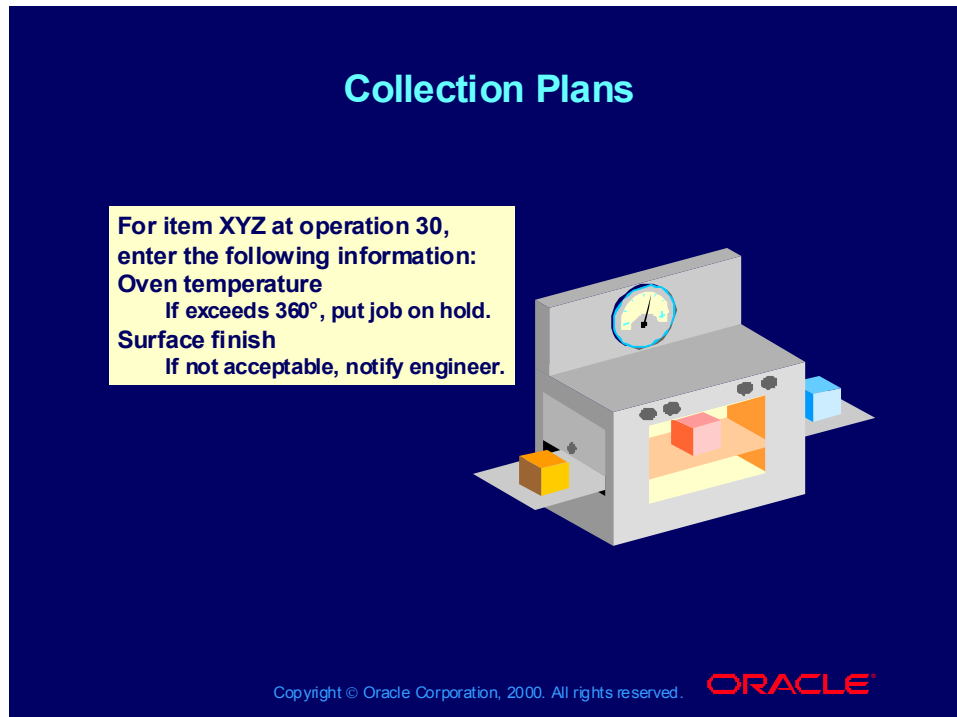 Collection Plans
For item XYZ at operation 30,
enter the following information:
Oven temperature
If exceeds 360°, put job on hold.
Surface finish
If not acceptable, notify engineer.
Copyright © Oracle Corporation, 2000. All rights reserved.
ORACLE®